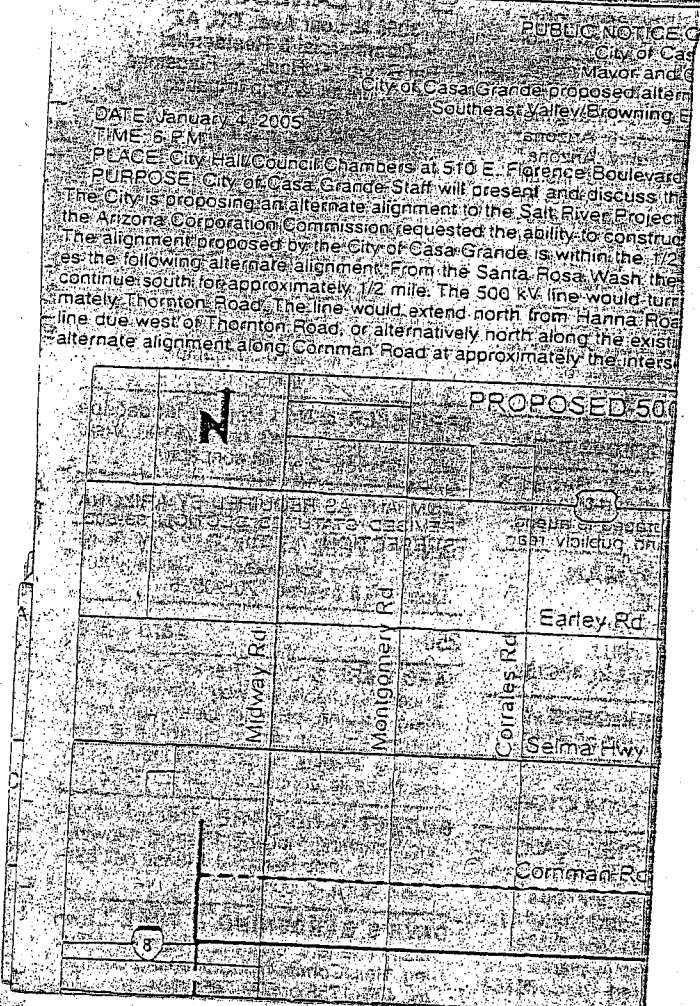 PUBLIC NOTICE
City of Cas
Mayor and C
City of Casa Grande proposed altern
Southeast Valley/Browning
DATE: January 4, 2005
TIME: 6 PM
PLACE: City Hall/Council Chambers at 510 E. Florence Boulevard
PURPOSE: City of Casa Grande Staff will present and discuss th
The City is proposing an alternate alignment to the Salt River Project
the Arizona Corporation Commission requested the ability to construc
The alignment proposed by the City of Casa Grande is within the 1/2
es the following alternate alignment: From the Santa Rosa Wash the
continue south for approximately 1/2 mile. The 500 kV line would turn
mately Thornton Road. The line would extend north from Hanna Roa
line due west of Thornton Road, or alternatively north along the existi
alternate alignment along Cornman Road at approximately the inters
PROPOSED 500
N
Earley Rd
Midway Rd
Montgomery Rd
Corrales Rd
Selma Hwy
Cornman Rd
8